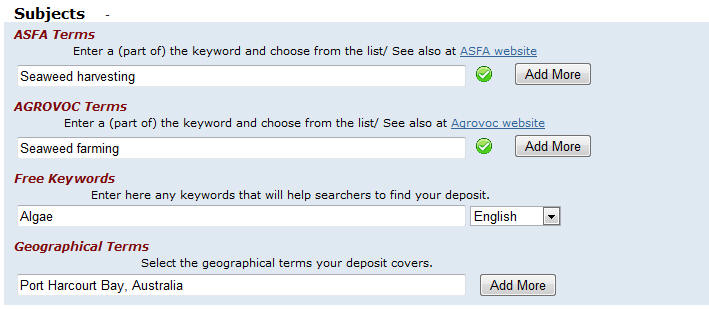 Subjects -
ASFA Terms
Enter a (part of) the keyword and choose from the list/ See also at ASFA website
Seaweed harvesting Add More
AGROVOC Terms
Enter a (part of) the keyword and choose from the list/ See also at Agrovoc website
Seaweed farming Add More
Free Keywords
Enter here any keywords that will help searchers to find your deposit.
Algae English
Geographical Terms
Select the geographical terms your deposit covers.
Port Harcourt Bay, Australia Add More